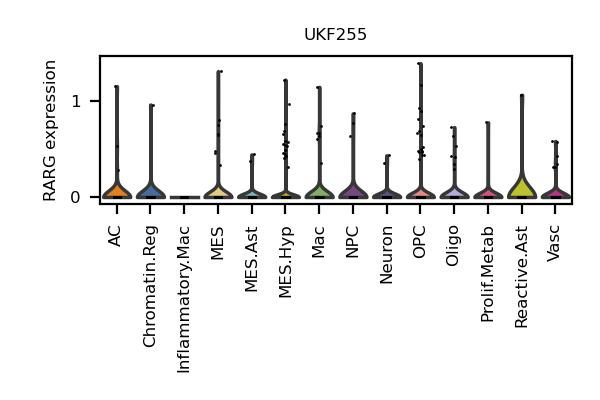 UKF255
RARG expression
1
0
AC
Chromatin.Reg
Inflammatory.Mac
MES
MES.Ast
MES.Hyp
Mac
NPC
Neuron
OPC
Oligo
Prolif.Metab
Reactive.Ast
Vasc